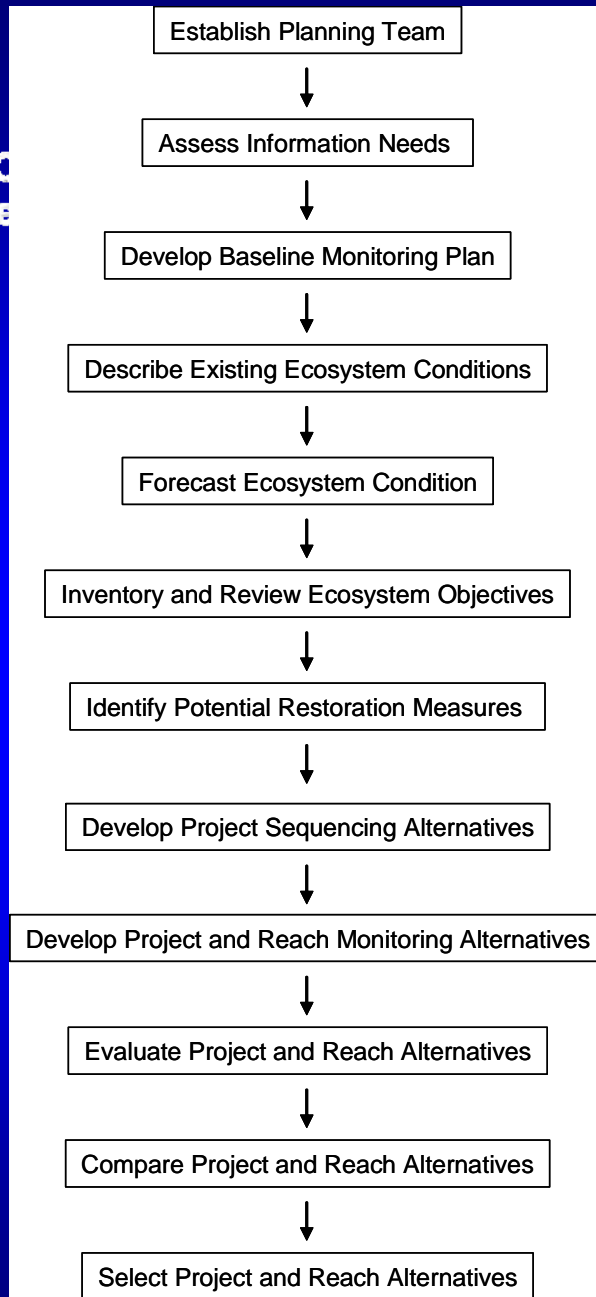 Establish Planning Team
Assess Information Needs
Develop Baseline Monitoring Plan
Describe Existing Ecosystem Conditions
Forecast Ecosystem Condition
Inventory and Review Ecosystem Objectives
Identify Potential Restoration Measures
Develop Project Sequencing Alternatives
Develop Project and Reach Monitoring Alternatives
Evaluate Project and Reach Alternatives
Compare Project and Reach Alternatives
Select Project and Reach Alternatives